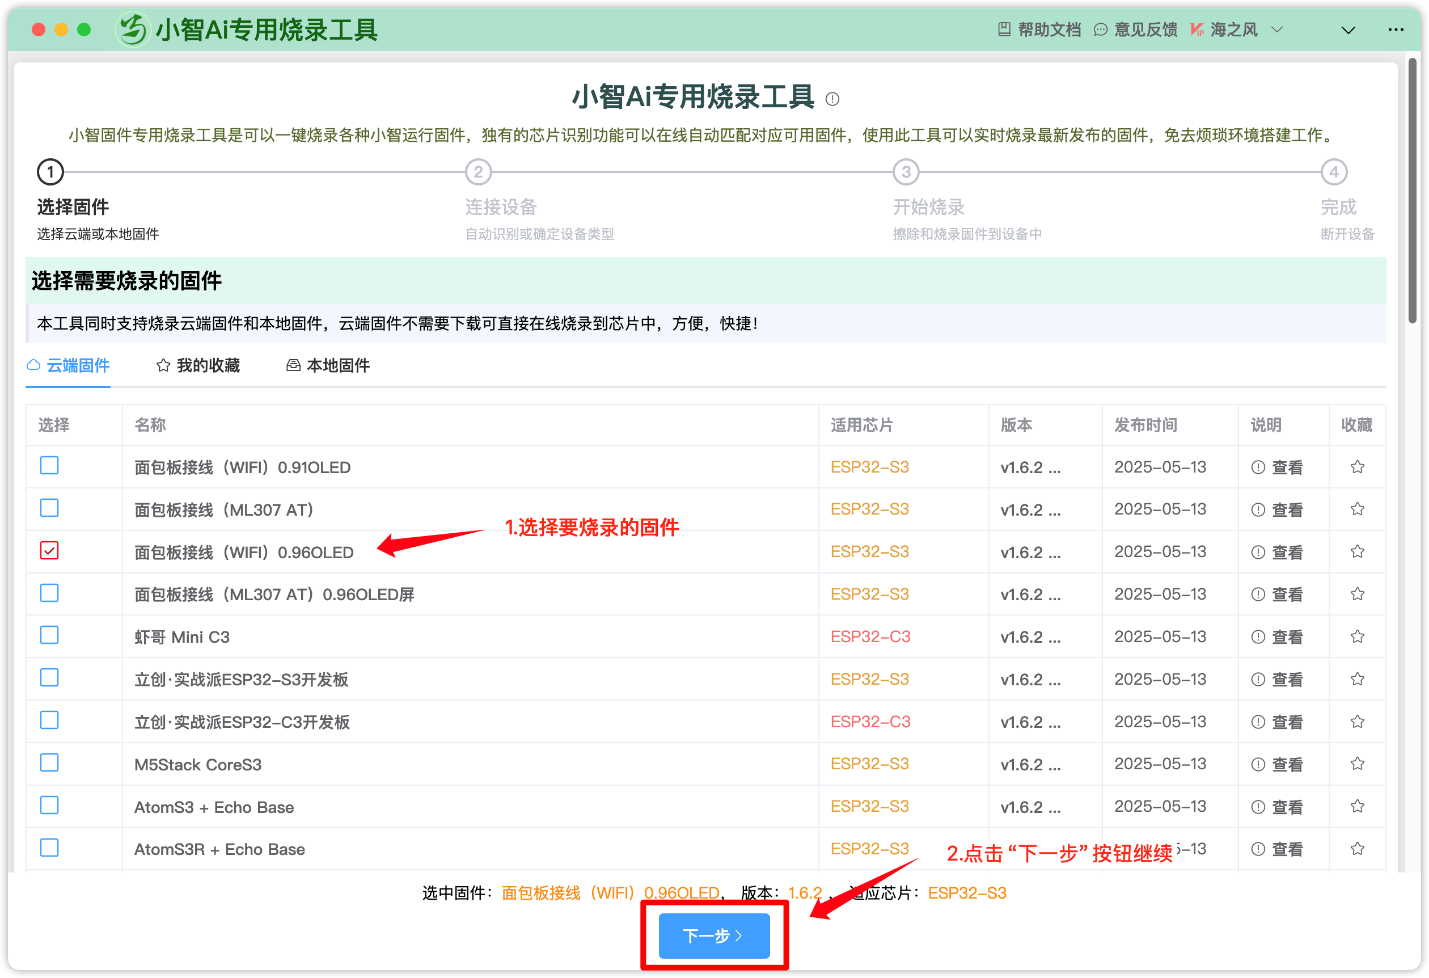 小智Ai专用烧录工具
帮助文档 意见反馈 海之风
小智Ai专用烧录工具
小智固件专用烧录工具是可以一键烧录各种小智运行固件，独有的芯片识别功能可以在线自动匹配对应可用固件，使用此工具可以实时烧录最新发布的固件，免去烦琐环境搭建工作。
1 2 3 4
选择固件 连接设备 开始烧录 完成
选择云端或本地固件 自动识别或确定设备类型 擦除和烧录固件到设备中 断开设备
选择需要烧录的固件
本工具同时支持烧录云端固件和本地固件，云端固件不需要下载可直接在线烧录到芯片中，方便，快捷！
云端固件 我的收藏 本地固件
选择 名称 适用芯片 版本 发布时间 说明 收藏
面包板接线（WIFI）0.91OLED ESP32-S3 v1.6.2 ... 2025-05-13 查看
面包板接线（ML307 AT） ESP32-S3 v1.6.2 ... 2025-05-13 查看
1.选择要烧录的固件
面包板接线（WIFI）0.96OLED ESP32-S3 v1.6.2 ... 2025-05-13 查看
面包板接线（ML307 AT）0.96OLED屏 ESP32-S3 v1.6.2 ... 2025-05-13 查看
虾哥 Mini C3 ESP32-C3 v1.6.2 ... 2025-05-13 查看
立创·实战派ESP32-S3开发板 ESP32-S3 v1.6.2 ... 2025-05-13 查看
立创·实战派ESP32-C3开发板 ESP32-C3 v1.6.2 ... 2025-05-13 查看
M5Stack CoreS3 ESP32-S3 v1.6.2 ... 2025-05-13 查看
AtomS3 + Echo Base ESP32-S3 v1.6.2 ... 2025-05-13 查看
AtomS3R + Echo Base ESP32-S3 -13 查看
2.点击“下一步”按钮继续
选中固件：面包板接线（WIFI）0.96OLED， 版本：1.6.2 ， 适应芯片：ESP32-S3
下一步